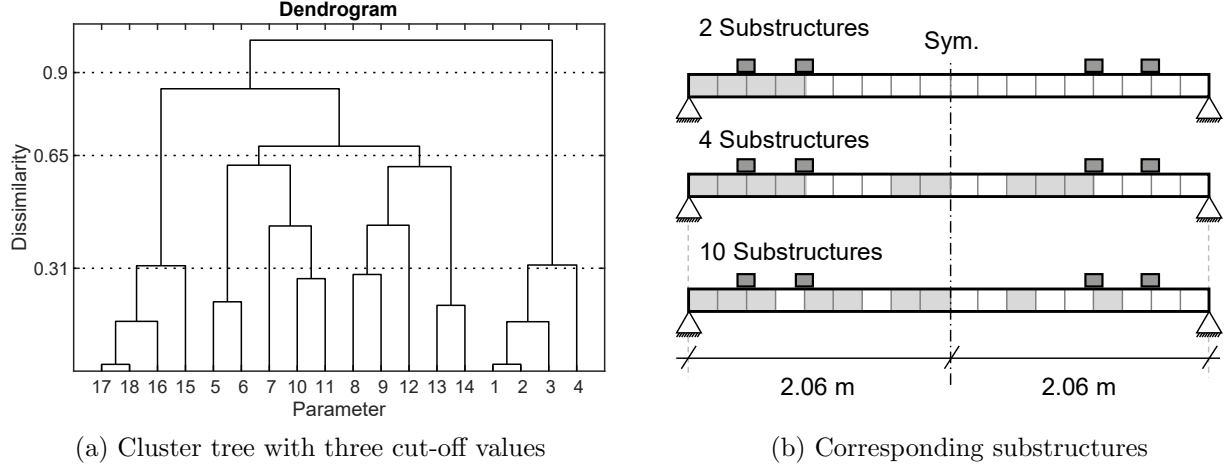 Dendrogram
0.9
0.65
0.31
Dissimilarity
17 18 16 15 5 6 7 10 11 8 9 12 13 14 1 2 3 4
Parameter
(a) Cluster tree with three cut-off values
2 Substructures
Sym.
4 Substructures
10 Substructures
2.06 m
2.06 m
(b) Corresponding substructures